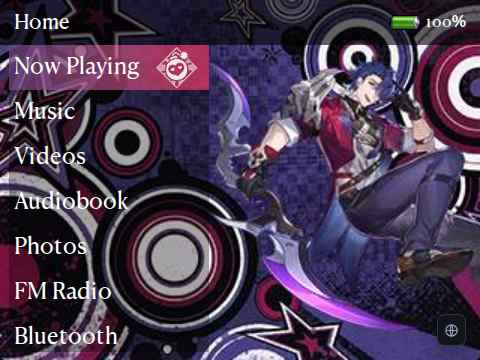 Home
100%
Now Playing
Music
Videos
Audiobook
Photos
FM Radio
Bluetooth